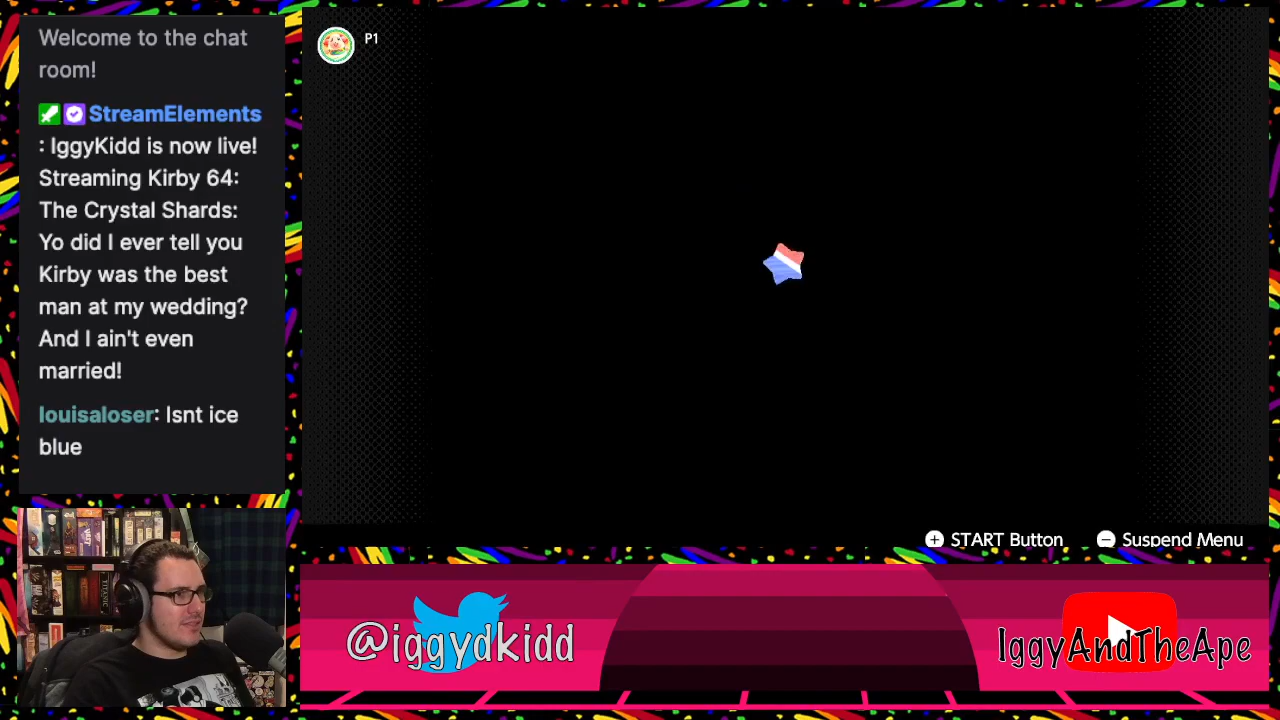 Welcome to the chat
room!
StreamElements
: IggyKidd is now live!
Streaming Kirby 64:
The Crystal Shards:
Yo did I ever tell you
Kirby was the best
man at my wedding?
And I ain't even
married!
louisaloser: Isnt ice
blue
P1
START Button
Suspend Menu
@iggydkidd
IggyAndTheApe